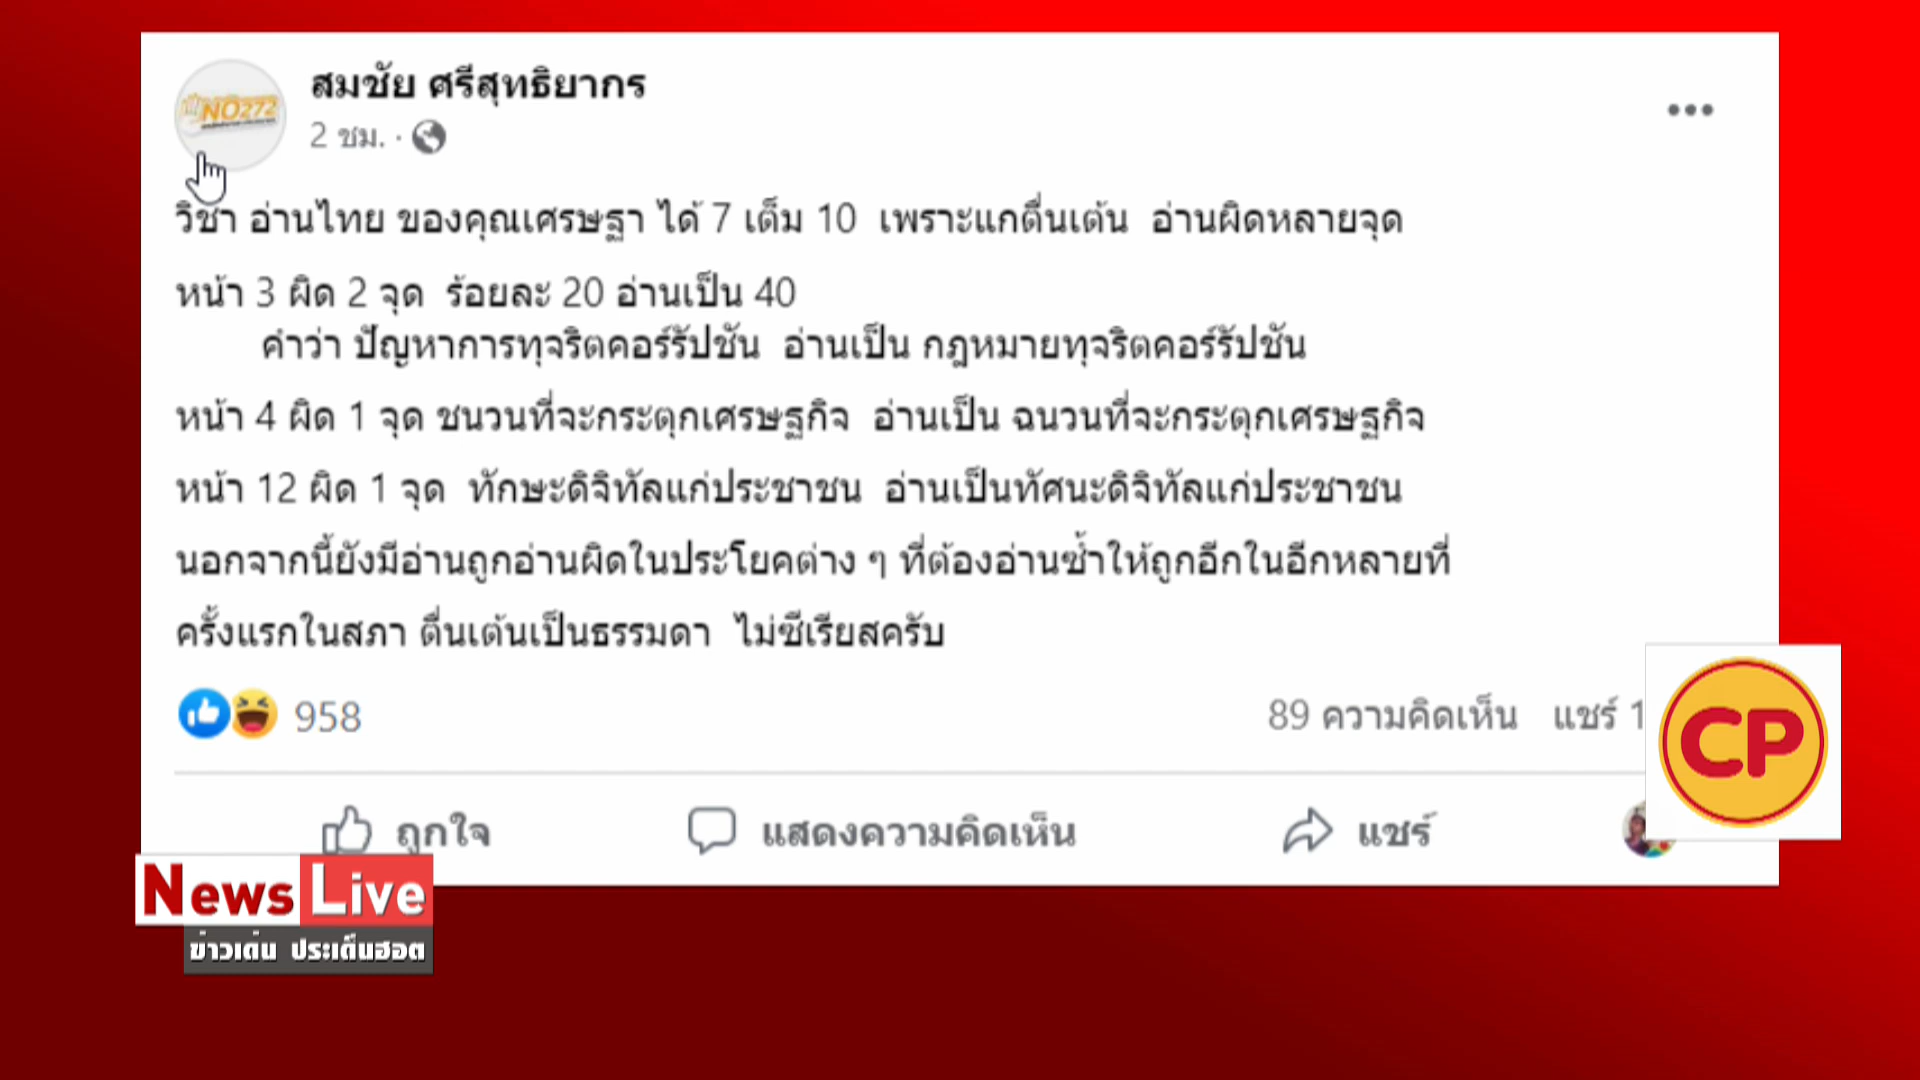 สมชัย ศรีสุทธิยากร
NO272
2 ชม. ·
วิชา อ่านไทย ของคุณเศรษฐา ได้ 7 เต็ม 10 เพราะแกตื่นเต้น อ่านผิดหลายจุด
หน้า 3 ผิด 2 จุด ร้อยละ 20 อ่านเป็น 40
คำว่า ปัญหาการทุจริตคอร์รัปชัน อ่านเป็น กฎหมายทุจริตคอร์รัปชัน
หน้า 4 ผิด 1 จุด ชนวนที่จะกระตุกเศรษฐกิจ อ่านเป็น ฉนวนที่จะกระตุกเศรษฐกิจ
หน้า 12 ผิด 1 จุด ทักษะดิจิทัลแก่ประชาชน อ่านเป็นทัศนะดิจิทัลแก่ประชาชน
นอกจากนี้ยังมีอ่านถูกอ่านผิดในประโยคต่าง ๆ ที่ต้องอ่านซ้ำให้ถูกอีกในอีกหลายที่
ครั้งแรกในสภา ตื่นเต้นเป็นธรรมดา ไม่ซีเรียสครับ
958
89 ความคิดเห็น แชร์ 1
CP
ถูกใจ
แสดงความคิดเห็น
แชร์
News Live
ข่าวเด่น ประเด็นฮอต